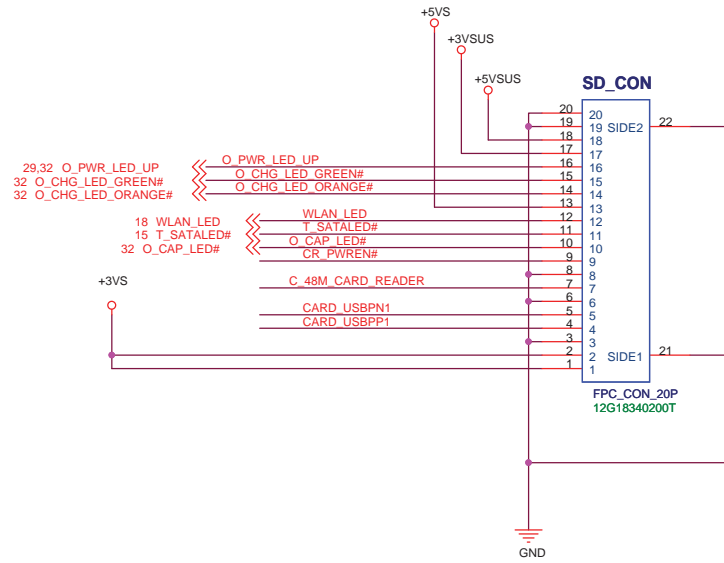 +5VS
+3VSUS
+5VSUS
SD_CON
20 20
19 19 SIDE2 22
18 18
17 17
29,32 O_PWR_LED_UP O_PWR_LED_UP 16 16
32 O_CHG_LED_GREEN# O_CHG_LED_GREEN# 15 15
32 O_CHG_LED_ORANGE# O_CHG_LED_ORANGE# 14 14
13 13
18 WLAN_LED WLAN_LED 12 12
15 T_SATALED# T_SATALED# 11 11
32 O_CAP_LED# O_CAP_LED# 10 10
CR_PWREN# 9 9
8 8
+3VS C_48M_CARD_READER 7 7
6 6
CARD_USBPN1 5 5
CARD_USBPP1 4 4
3 3
2 2 SIDE1 21
1 1
FPC_CON_20P
12G18340200T
GND